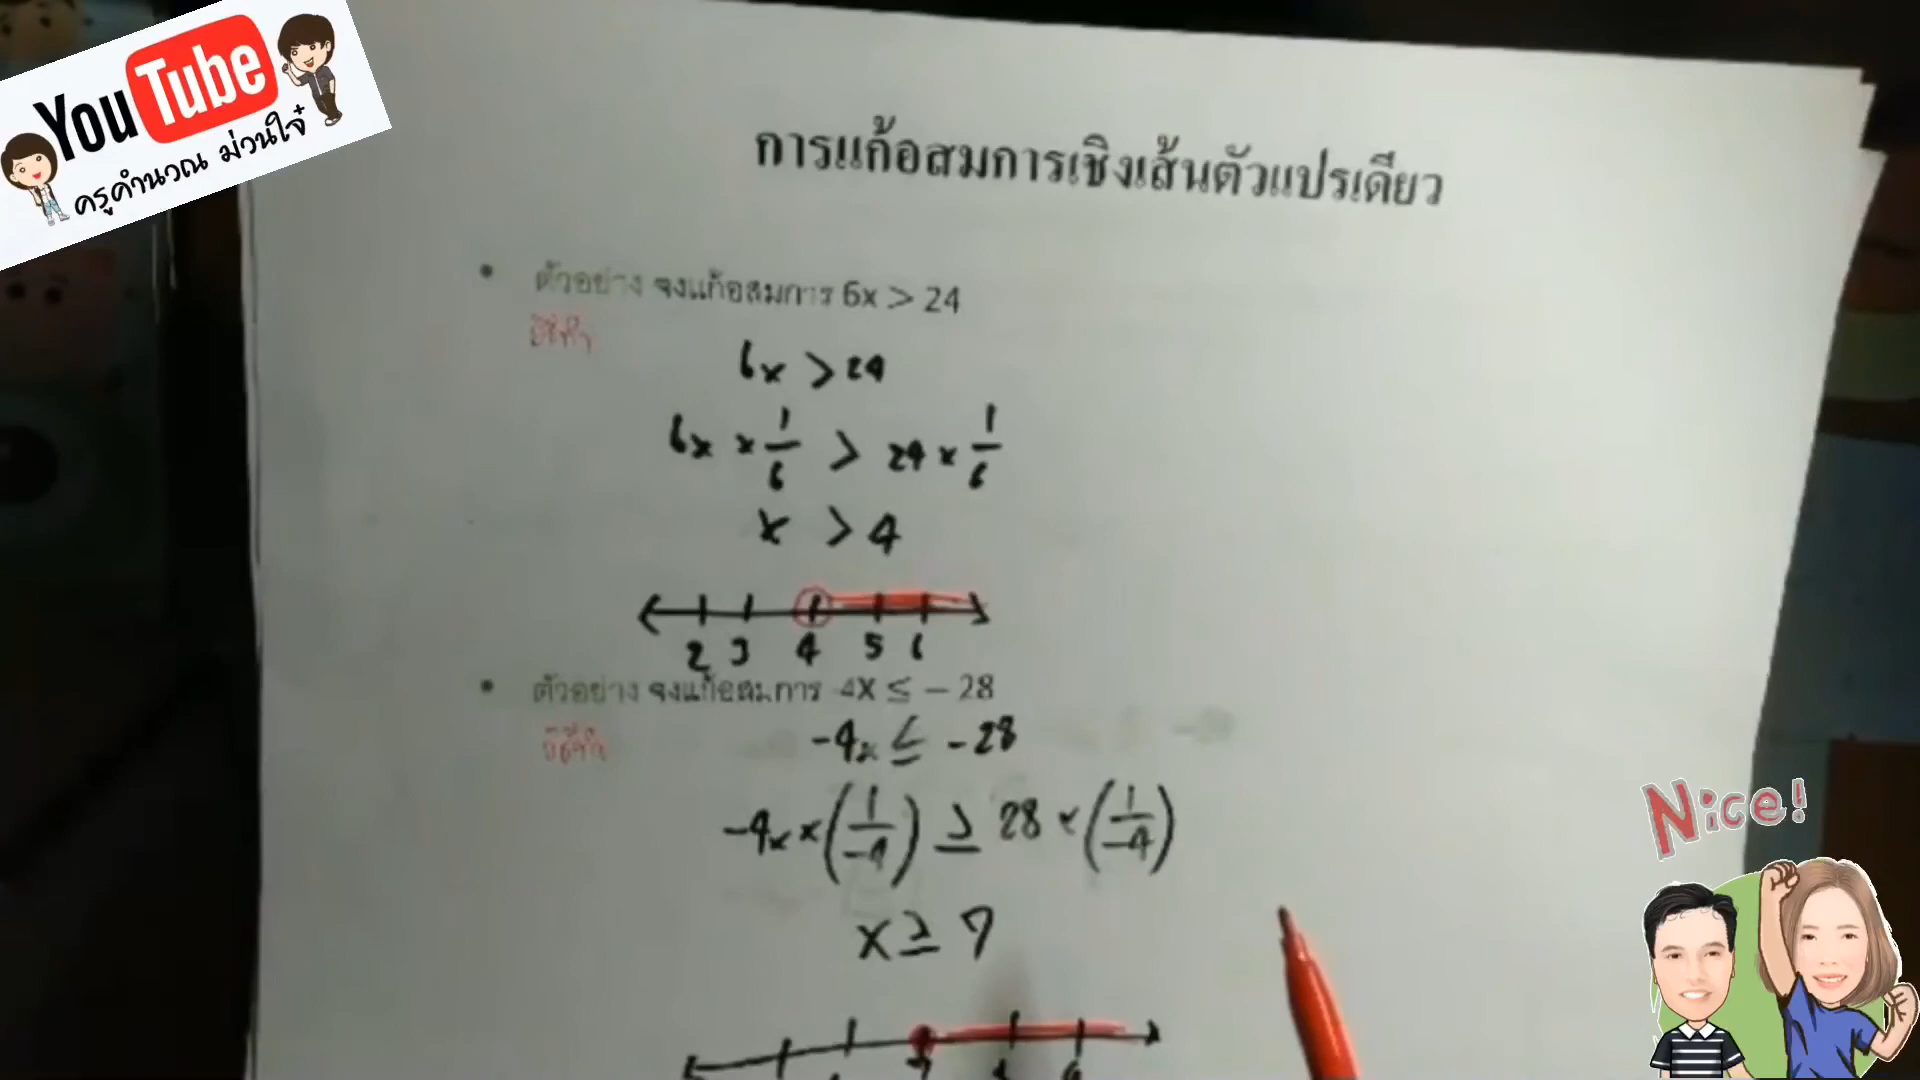 YouTube
ครูคำนวณ ม่วนใจ๋
การแก้อสมการเชิงเส้นตัวแปรเดียว
• ตัวอย่าง จงแก้อสมการ 6x > 24
วิธีทำ
6x > 24
6x × 1/6 > 24 × 1/6
x > 4
2 3 4 5 6
• ตัวอย่าง จงแก้อสมการ -4X ≤ – 28
วิธีทำ
-4x ≤ -28
-4x × (1/-4) ≥ 28 × (1/-4)
x ≥ 7
Nice!